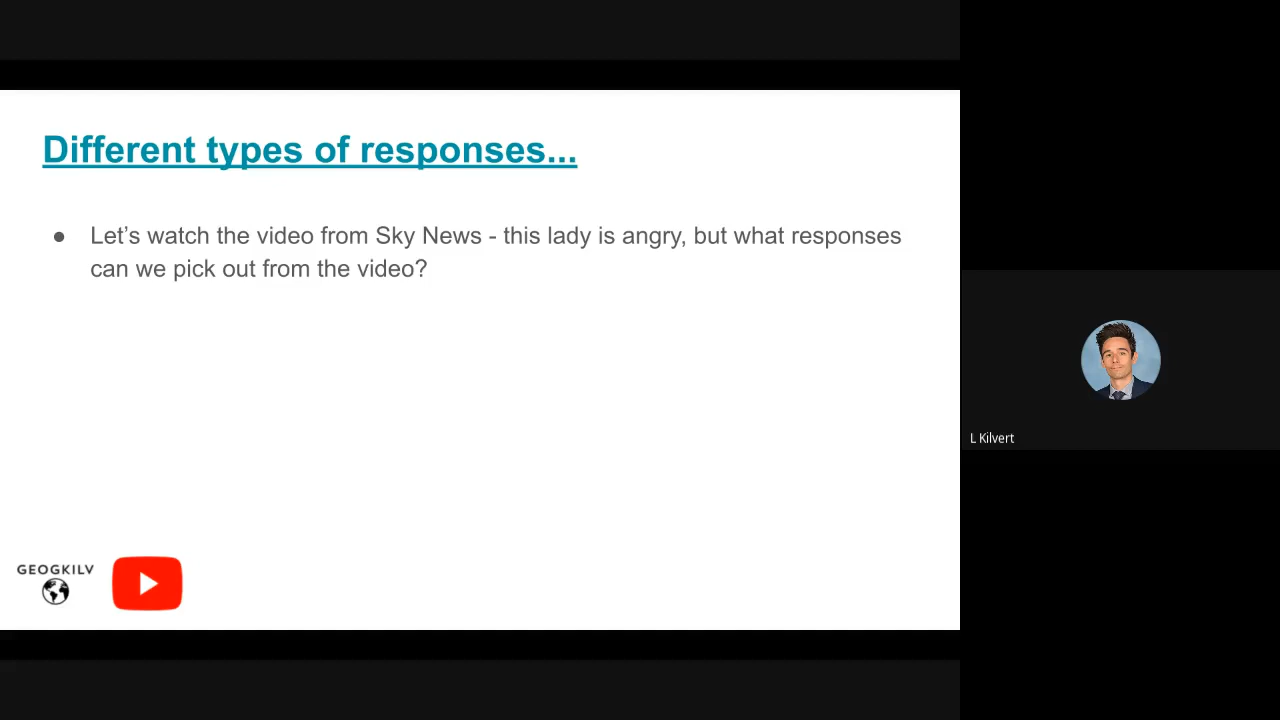 Different types of responses...
● Let’s watch the video from Sky News - this lady is angry, but what responses
can we pick out from the video?
L Kilvert
GEOGKILV